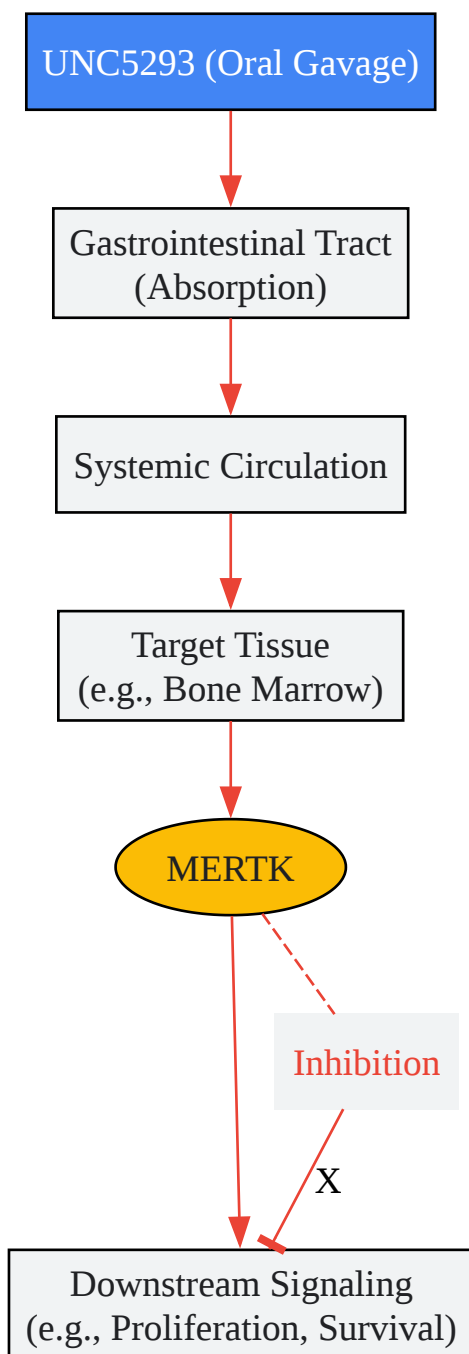 UNC5293 (Oral Gavage)
Gastrointestinal Tract
(Absorption)
Systemic Circulation
Target Tissue
(e.g., Bone Marrow)
MERTK
Inhibition
X
Downstream Signaling
(e.g., Proliferation, Survival)